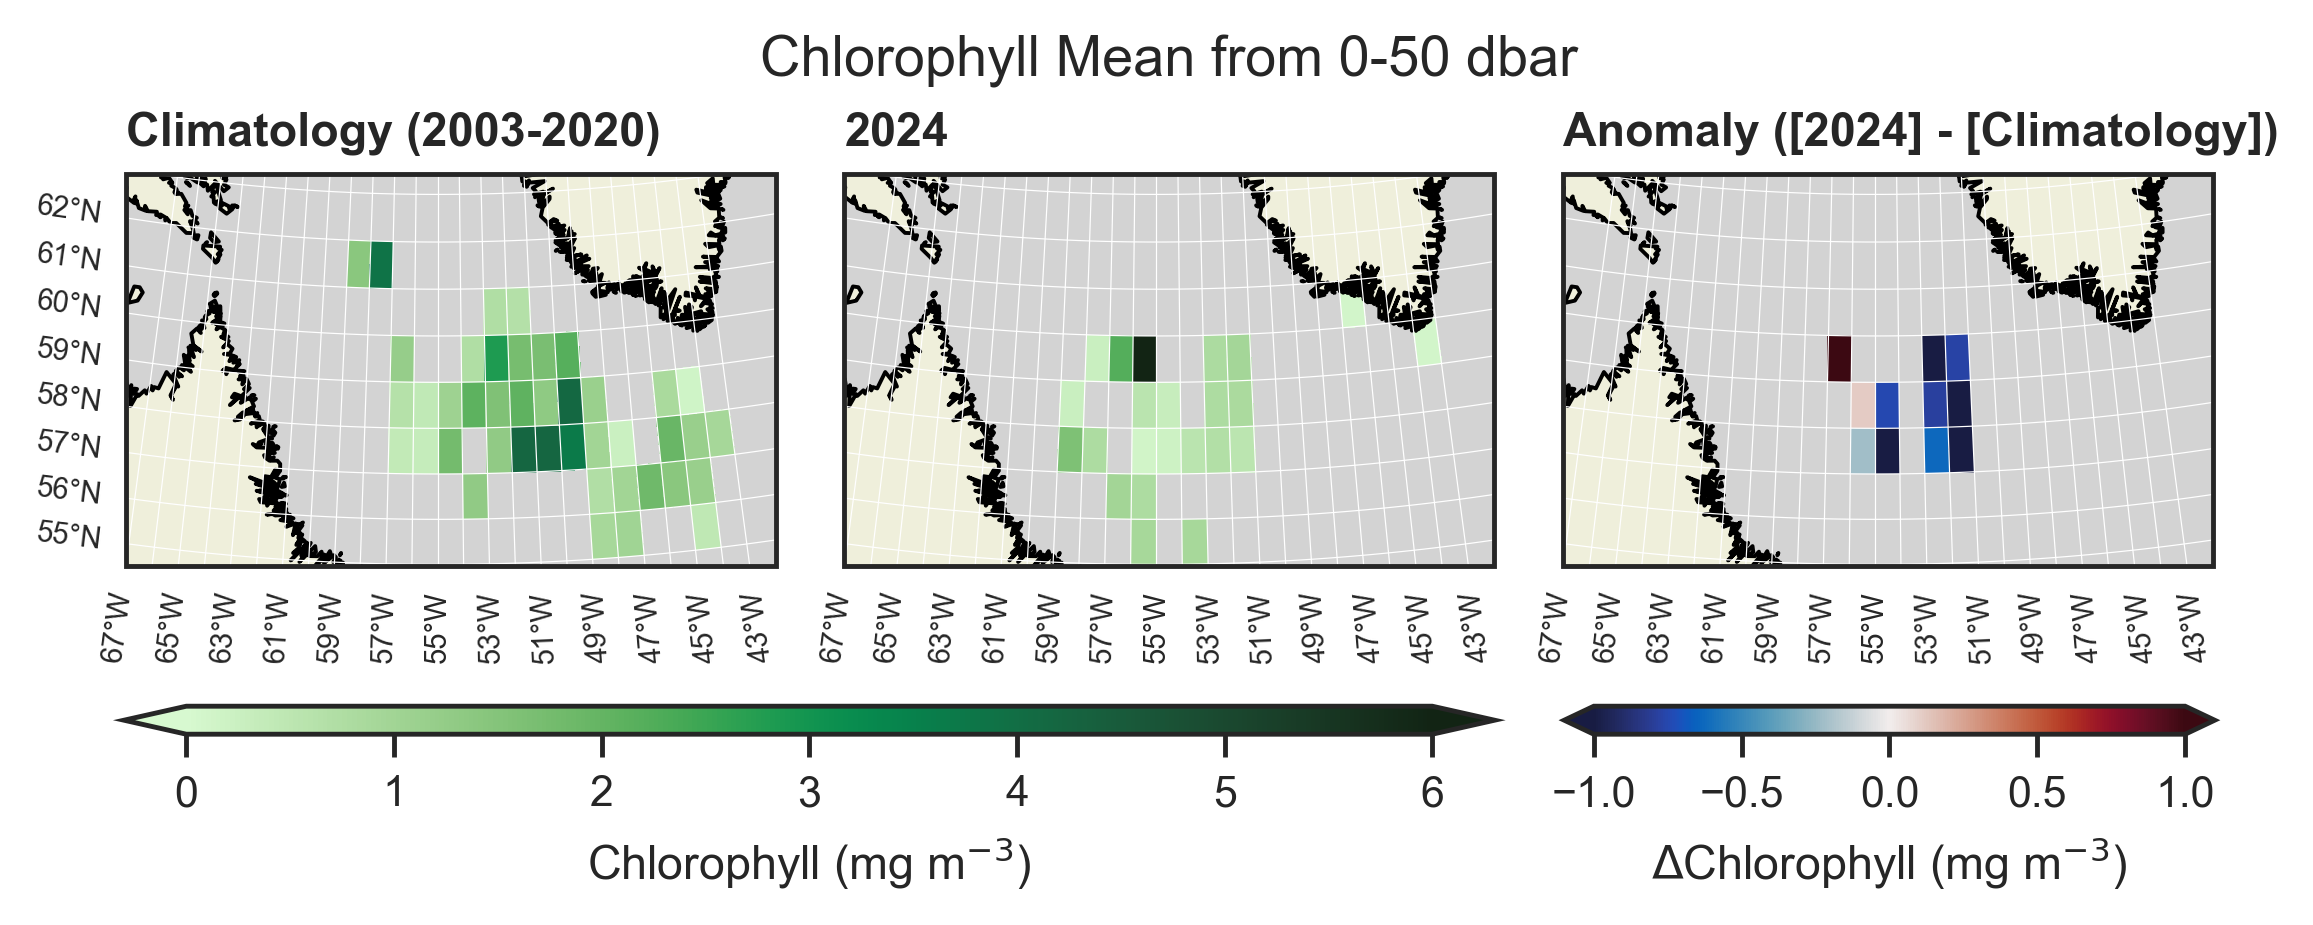 Chlorophyll Mean from 0-50 dbar
Climatology (2003-2020)
2024
Anomaly ([2024] - [Climatology])
62°N
61°N
60°N
59°N
58°N
57°N
56°N
55°N
67°W 65°W 63°W 61°W 59°W 57°W 55°W 53°W 51°W 49°W 47°W 45°W 43°W
67°W 65°W 63°W 61°W 59°W 57°W 55°W 53°W 51°W 49°W 47°W 45°W 43°W
67°W 65°W 63°W 61°W 59°W 57°W 55°W 53°W 51°W 49°W 47°W 45°W 43°W
0 1 2 3 4 5 6
Chlorophyll (mg m⁻³)
−1.0 −0.5 0.0 0.5 1.0
ΔChlorophyll (mg m⁻³)